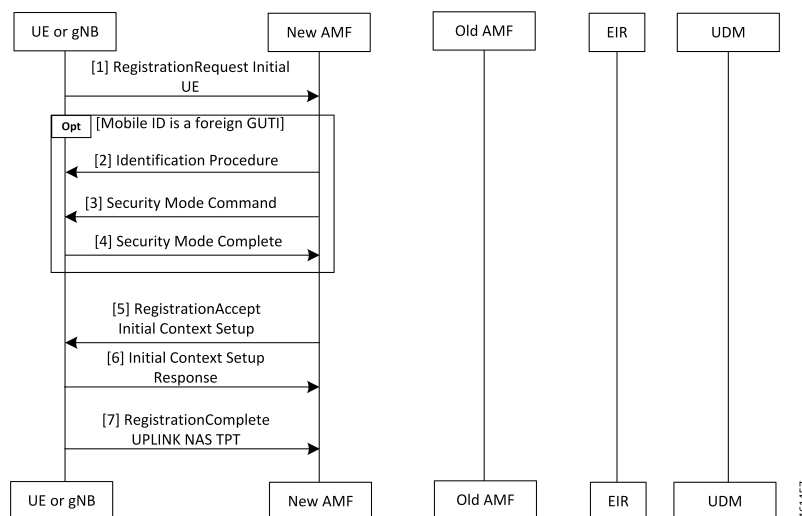 UE or gNB
New AMF
Old AMF
EIR
UDM
[1] RegistrationRequest Initial
UE
Opt
[Mobile ID is a foreign GUTI]
[2] Identification Procedure
[3] Security Mode Command
[4] Security Mode Complete
[5] RegistrationAccept
Initial Context Setup
[6] Initial Context Setup
Response
[7] RegistrationComplete
UPLINK NAS TPT
UE or gNB
New AMF
Old AMF
EIR
UDM